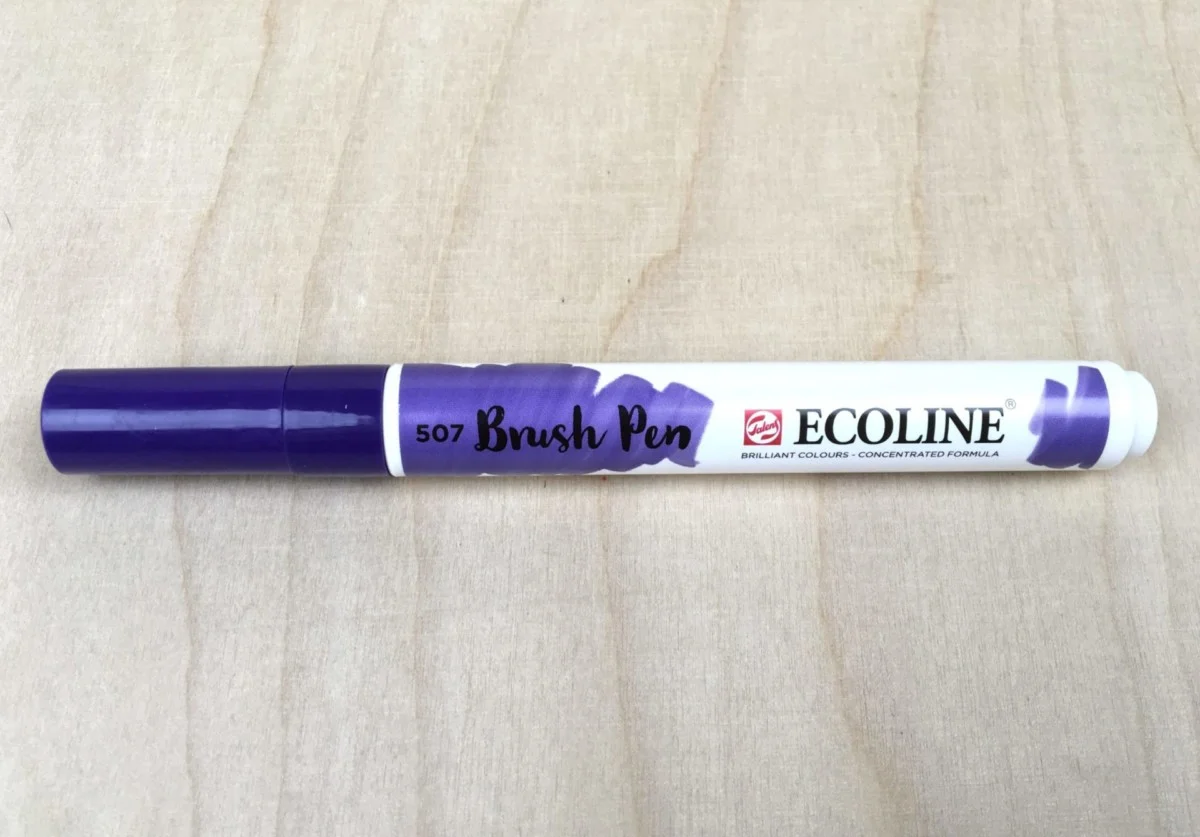 507 Brush Pen
Talens
ECOLINE®
BRILLIANT COLOURS - CONCENTRATED FORMULA